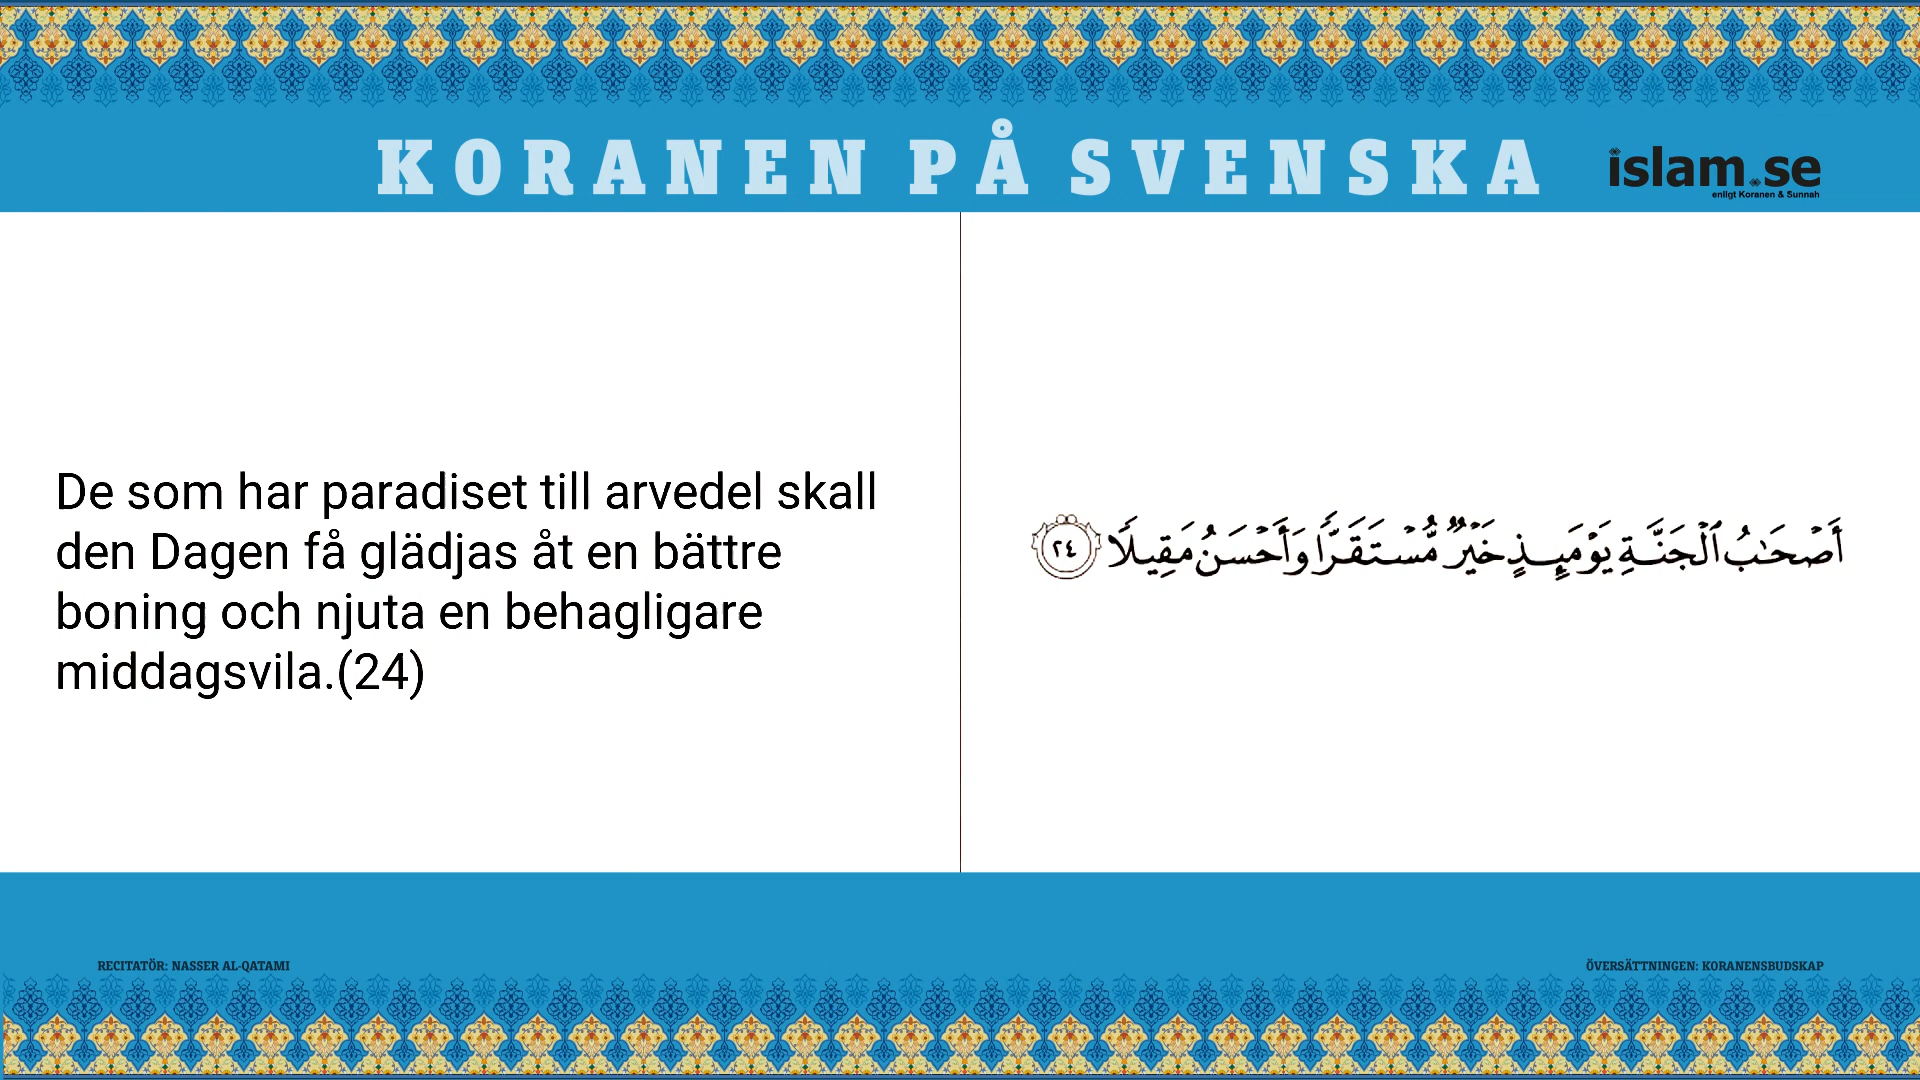 KORANEN PÅ SVENSKA
islam.se
enligt Koranen & Sunnah
De som har paradiset till arvedel skall
den Dagen få glädjas åt en bättre
boning och njuta en behagligare
middagsvila.(24)
أَصْحَٰبُ ٱلْجَنَّةِ يَوْمَئِذٍ خَيْرٌ مُّسْتَقَرًّا وَأَحْسَنُ مَقِيلًا ٢٤
RECITATÖR: NASSER AL-QATAMI
ÖVERSÄTTNINGEN: KORANENSBUDSKAP